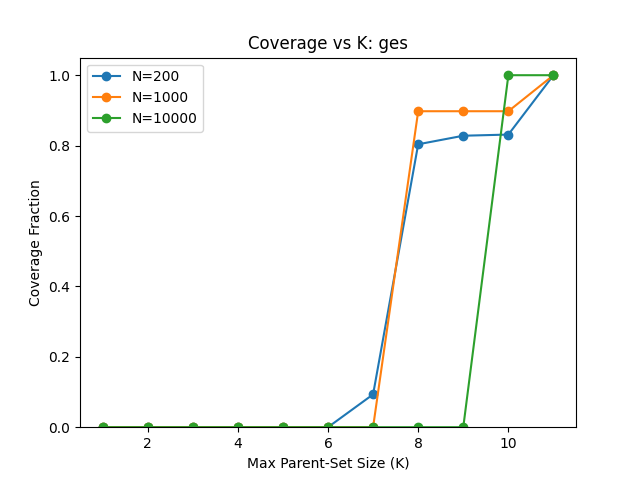 Coverage vs K: ges
N=200
N=1000
N=10000
Coverage Fraction
1.0
0.8
0.6
0.4
0.2
0.0
2 4 6 8 10
Max Parent-Set Size (K)